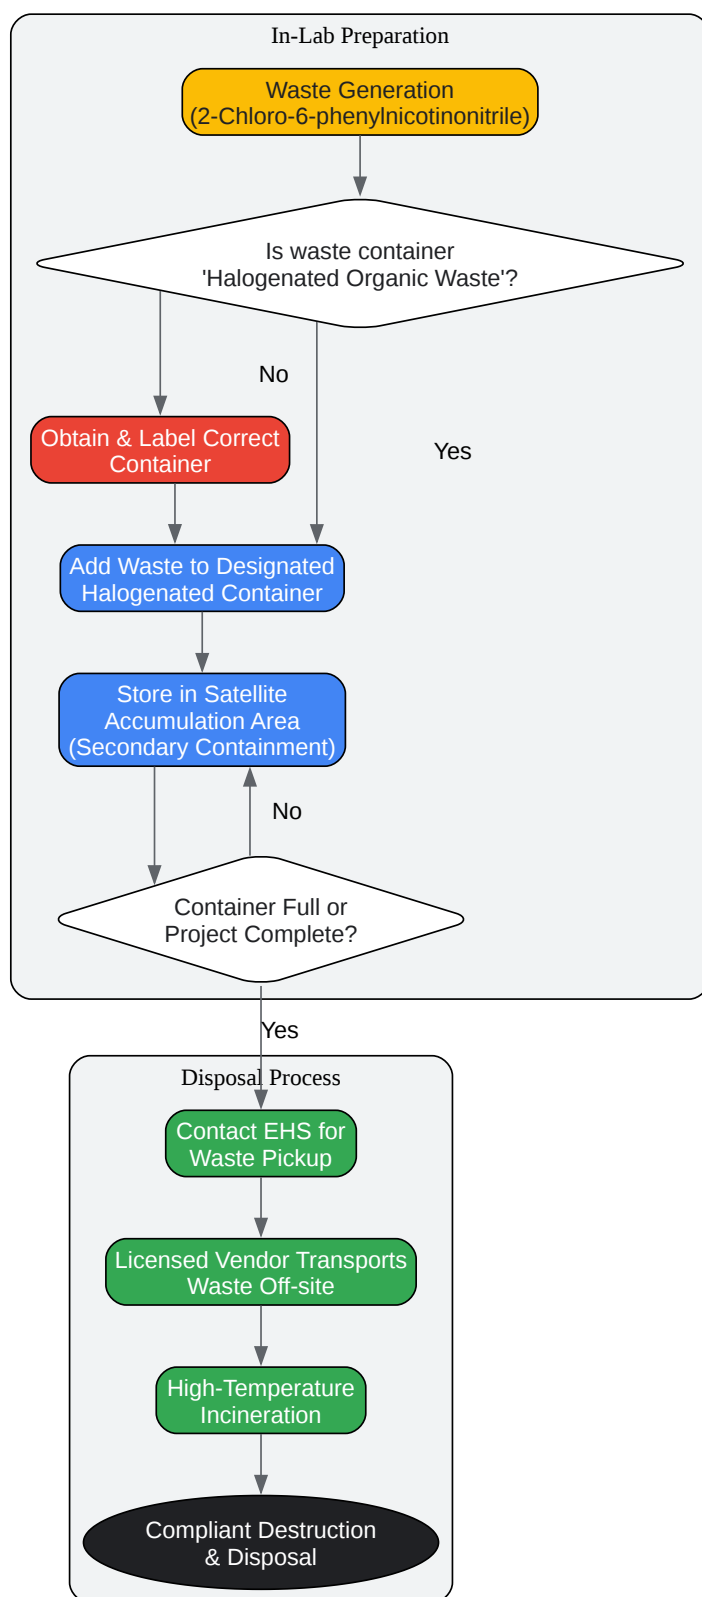 In-Lab Preparation
Waste Generation
(2-Chloro-6-phenylnicotinonitrile)
Is waste container
'Halogenated Organic Waste'?
No
Obtain & Label Correct
Container
Yes
Add Waste to Designated
Halogenated Container
Store in Satellite
Accumulation Area
(Secondary Containment)
No
Container Full or
Project Complete?
Yes
Disposal Process
Contact EHS for
Waste Pickup
Licensed Vendor Transports
Waste Off-site
High-Temperature
Incineration
Compliant Destruction
& Disposal